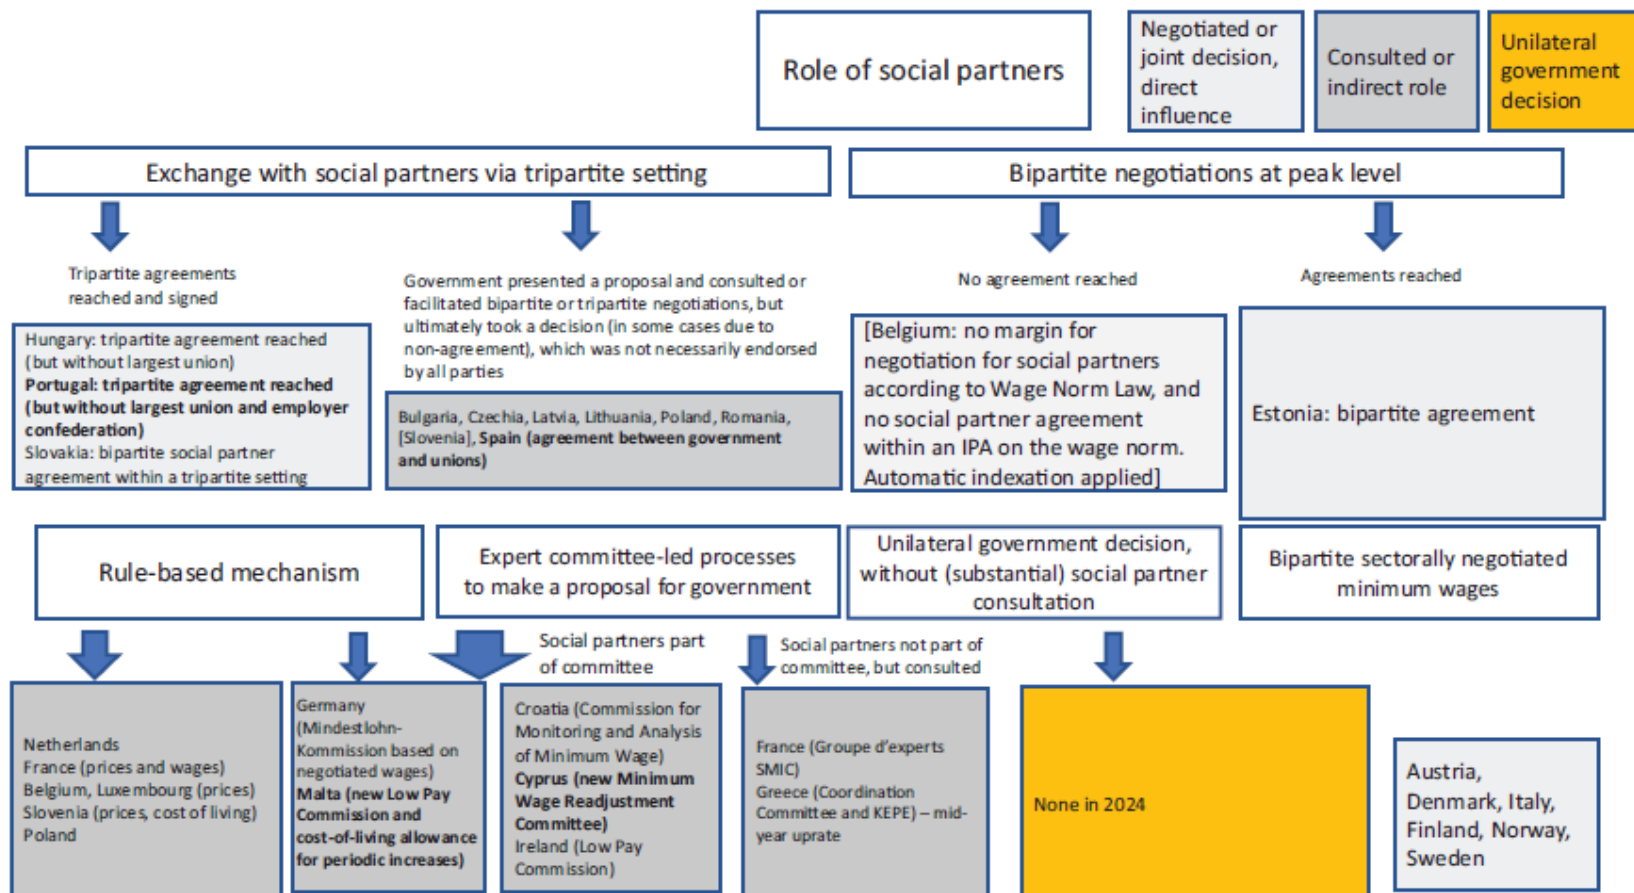 Role of social partners
Negotiated or
joint decision,
direct
influence
Consulted or
indirect role
Unilateral
government
decision
Exchange with social partners via tripartite setting
Bipartite negotiations at peak level
Tripartite agreements
reached and signed
Government presented a proposal and consulted or
facilitated bipartite or tripartite negotiations, but
ultimately took a decision (in some cases due to
non-agreement), which was not necessarily endorsed
by all parties
No agreement reached
Agreements reached
Hungary: tripartite agreement reached
(but without largest union)
Portugal: tripartite agreement reached
(but without largest union and employer
confederation)
Slovakia: bipartite social partner
agreement within a tripartite setting
Bulgaria, Czechia, Latvia, Lithuania, Poland, Romania,
[Slovenia], Spain (agreement between government
and unions)
[Belgium: no margin for
negotiation for social partners
according to Wage Norm Law, and
no social partner agreement
within an IPA on the wage norm.
Automatic indexation applied]
Estonia: bipartite agreement
Rule-based mechanism
Expert committee-led processes
to make a proposal for government
Unilateral government decision,
without (substantial) social partner
consultation
Bipartite sectorally negotiated
minimum wages
Social partners part
of committee
Social partners not part of
committee, but consulted
Netherlands
France (prices and wages)
Belgium, Luxembourg (prices)
Slovenia (prices, cost of living)
Poland
Germany
(Mindestlohn-
Kommission based on
negotiated wages)
Malta (new Low Pay
Commission and
cost-of-living allowance
for periodic increases)
Croatia (Commission for
Monitoring and Analysis
of Minimum Wage)
Cyprus (new Minimum
Wage Readjustment
Committee)
Ireland (Low Pay
Commission)
France (Groupe d'experts
SMIC)
Greece (Coordination
Committee and KEPE) – mid-
year uprate
None in 2024
Austria,
Denmark, Italy,
Finland, Norway,
Sweden